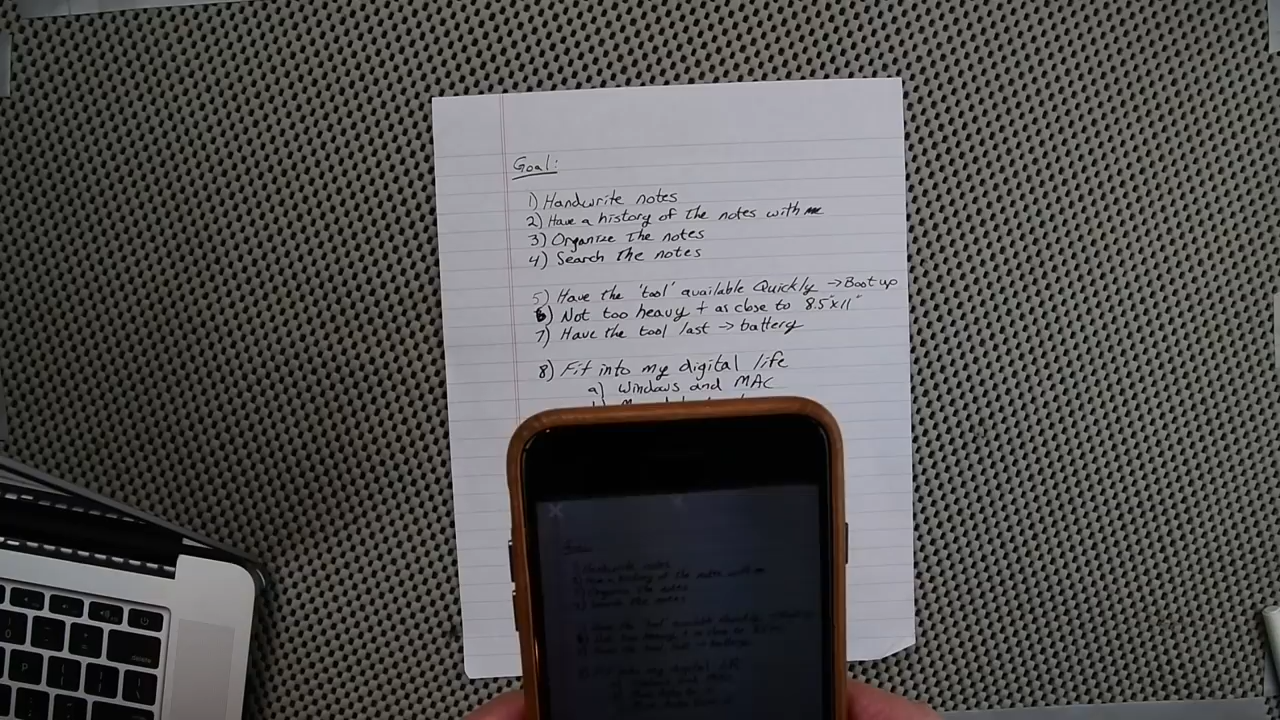 Goal:
1) Handwrite notes
2) Have a history of the notes with me
3) Organize the notes
4) Search the notes
5) Have the 'tool' available Quickly → Boot up
6) Not too heavy + as close to 8.5"x11"
7) Have the tool last → battery
8) Fit into my digital life
a) Windows and MAC
delete